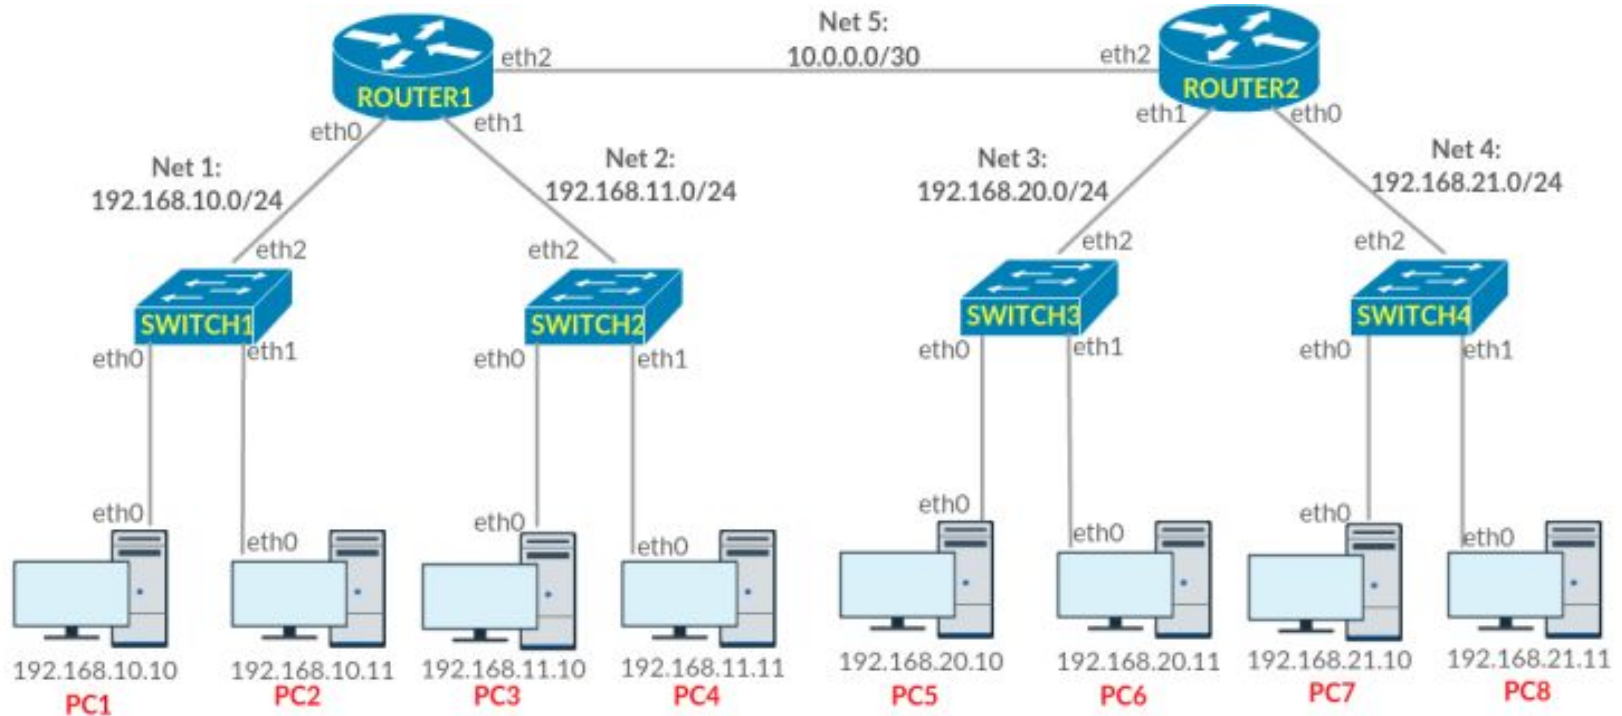 Net 5:
10.0.0.0/30
eth2
eth2
ROUTER1
ROUTER2
eth0
eth1
eth1
eth0
Net 1:
192.168.10.0/24
Net 2:
192.168.11.0/24
Net 3:
192.168.20.0/24
Net 4:
192.168.21.0/24
eth2
eth2
eth2
eth2
SWITCH1
SWITCH2
SWITCH3
SWITCH4
eth0
eth1
eth0
eth1
eth0
eth1
eth0
eth1
eth0
eth0
eth0
eth0
eth0
eth0
eth0
eth0
192.168.10.10
PC1
192.168.10.11
PC2
192.168.11.10
PC3
192.168.11.11
PC4
192.168.20.10
PC5
192.168.20.11
PC6
192.168.21.10
PC7
192.168.21.11
PC8